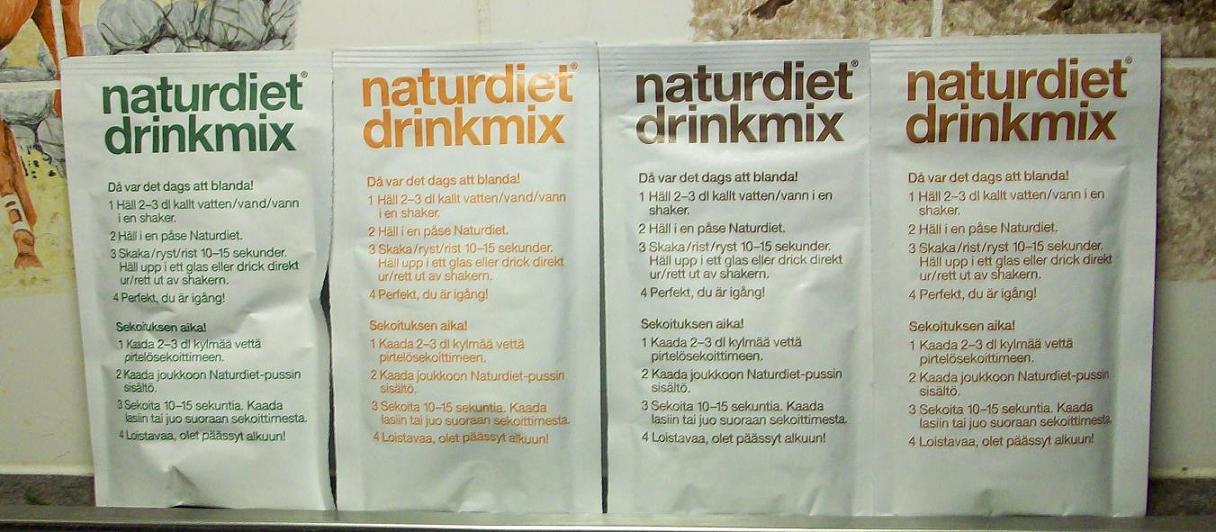 naturdiet®
drinkmix
Då var det dags att blanda!
1 Häll 2–3 dl kallt vatten/vand/vann
i en shaker.
2 Häll i en påse Naturdiet.
3 Skaka/ryst/rist 10–15 sekunder.
Häll upp i ett glas eller drick direkt
ur/rett ut av shakern.
4 Perfekt, du är igång!
Sekoituksen aika!
1 Kaada 2–3 dl kylmää vettä
pirtelösekoittimeen.
2 Kaada joukkoon Naturdiet-pussin
sisältö.
3 Sekoita 10–15 sekuntia. Kaada
lasiin tai juo suoraan sekoittimesta.
4 Loistavaa, olet päässyt alkuun!
naturdiet®
drinkmix
Då var det dags att blanda!
1 Häll 2–3 dl kallt vatten/vand/vann
i en shaker.
2 Häll i en påse Naturdiet.
3 Skaka/ryst/rist 10–15 sekunder.
Häll upp i ett glas eller drick direkt
ur/rett ut av shakern.
4 Perfekt, du är igång!
Sekoituksen aika!
1 Kaada 2–3 dl kylmää vettä
pirtelösekoittimeen.
2 Kaada joukkoon Naturdiet-pussin
sisältö.
3 Sekoita 10–15 sekuntia. Kaada
lasiin tai juo suoraan sekoittimesta.
4 Loistavaa, olet päässyt alkuun!
naturdiet®
drinkmix
Då var det dags att blanda!
1 Häll 2–3 dl kallt vatten/vand/vann i en
shaker.
2 Häll i en påse Naturdiet.
3 Skaka/rist/ryst 10–15 sekunder.
Häll upp i ett glas eller drick direkt
ur/rett ut av shakern.
4 Perfekt, du är igång!
Sekoituksen aika!
1 Kaada 2–3 dl kylmää vettä
pirtelösekoittimeen.
2 Kaada joukkoon Naturdiet-pussin
sisältö.
3 Sekoita 10–15 sekuntia. Kaada
lasiin tai juo suoraan sekoittimesta.
4 Loistavaa, olet päässyt alkuun!
naturdiet®
drinkmix
Då var det dags att blanda!
1 Häll 2–3 dl kallt vatten/vand/vann i en
shaker.
2 Häll i en påse Naturdiet.
3 Skaka/rist/ryst 10–15 sekunder.
Häll upp i ett glas eller drick direkt
ur/rett ut av shakern.
4 Perfekt, du är igång!
Sekoituksen aika!
1 Kaada 2–3 dl kylmää vettä
pirtelösekoittimeen.
2 Kaada joukkoon Naturdiet-pussin
sisältö.
3 Sekoita 10–15 sekuntia. Kaada
lasiin tai juo suoraan sekoittimesta.
4 Loistavaa, olet päässyt alkuun!